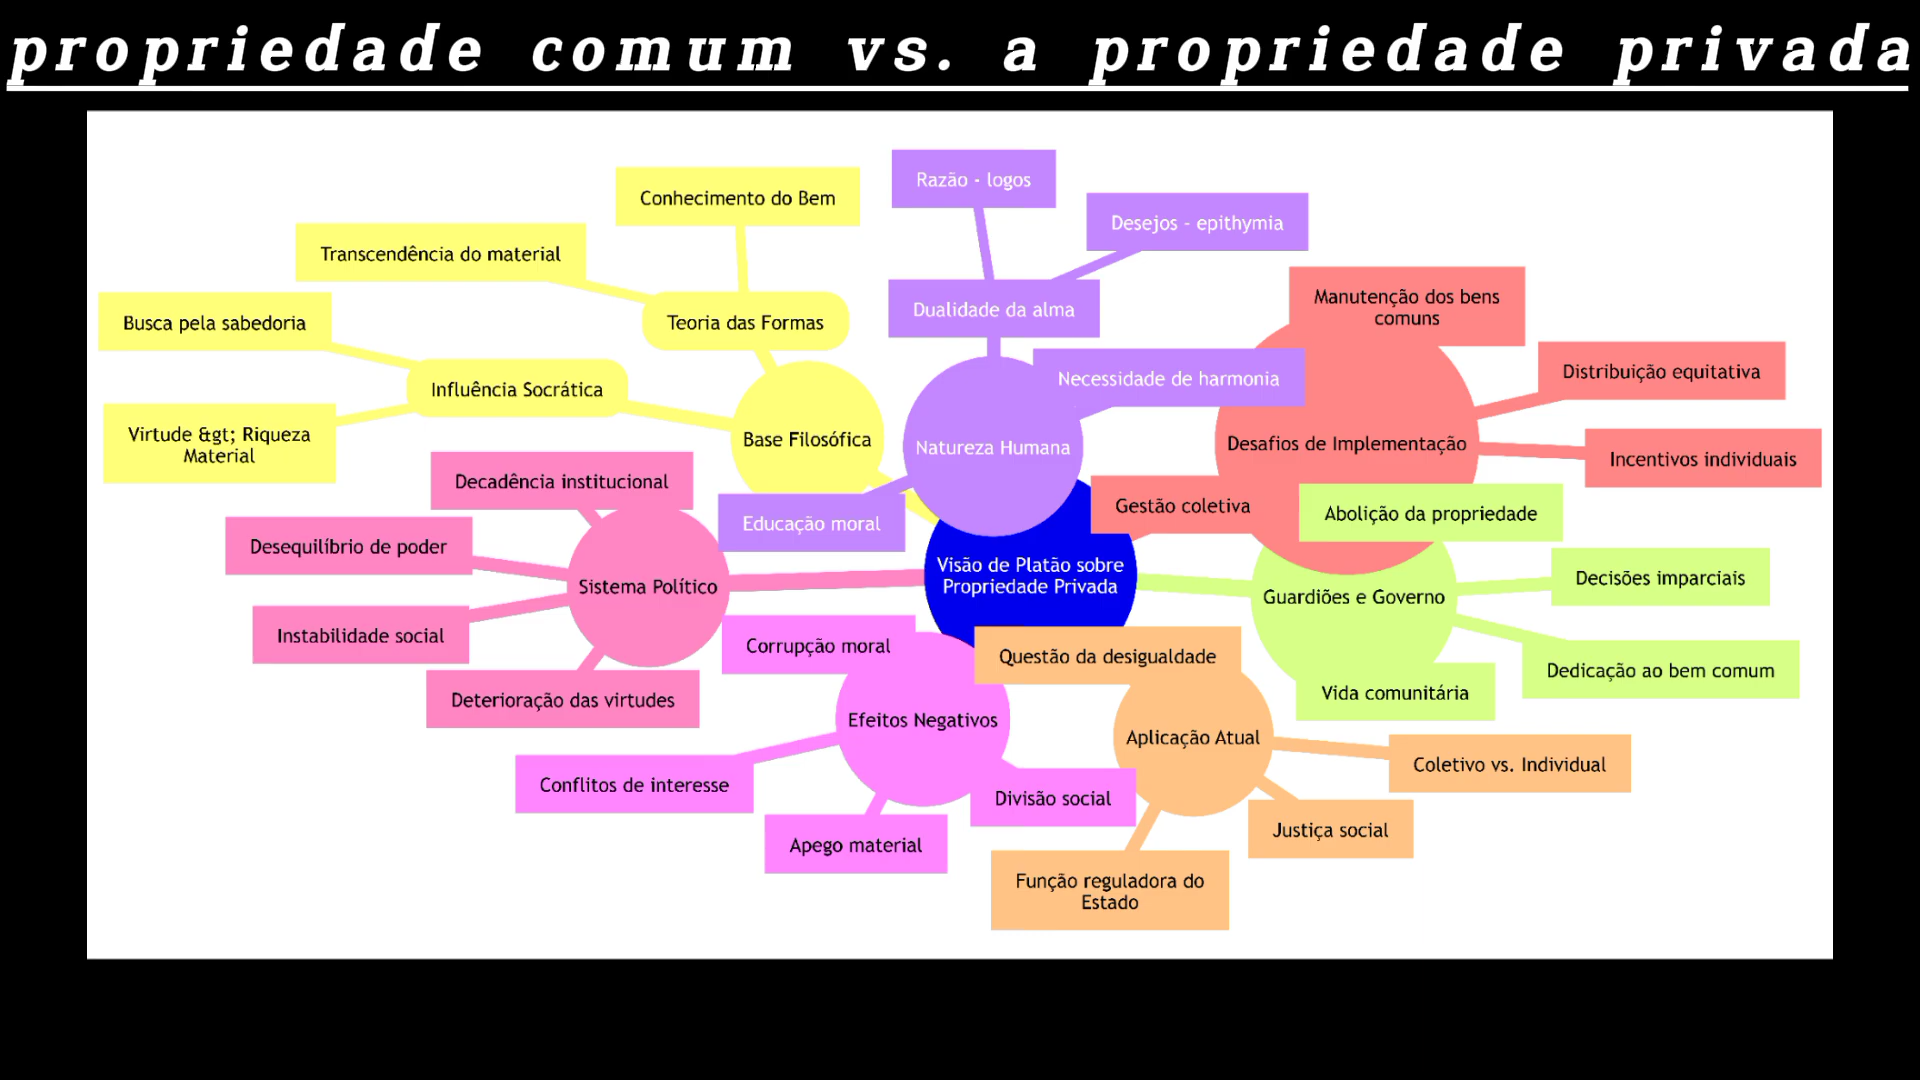 propriedade comum vs. a propriedade privada
Razão - logos
Conhecimento do Bem
Desejos - epithymia
Transcendência do material
Manutenção dos bens
comuns
Dualidade da alma
Busca pela sabedoria
Teoria das Formas
Distribuição equitativa
Necessidade de harmonia
Influência Socrática
Virtude &gt; Riqueza
Material
Base Filosófica
Natureza Humana
Desafios de Implementação
Incentivos individuais
Decadência institucional
Gestão coletiva
Abolição da propriedade
Educação moral
Desequilíbrio de poder
Visão de Platão sobre
Propriedade Privada
Sistema Político
Decisões imparciais
Guardiões e Governo
Instabilidade social
Corrupção moral
Questão da desigualdade
Dedicação ao bem comum
Deterioração das virtudes
Vida comunitária
Efeitos Negativos
Aplicação Atual
Coletivo vs. Individual
Conflitos de interesse
Divisão social
Justiça social
Apego material
Função reguladora do
Estado